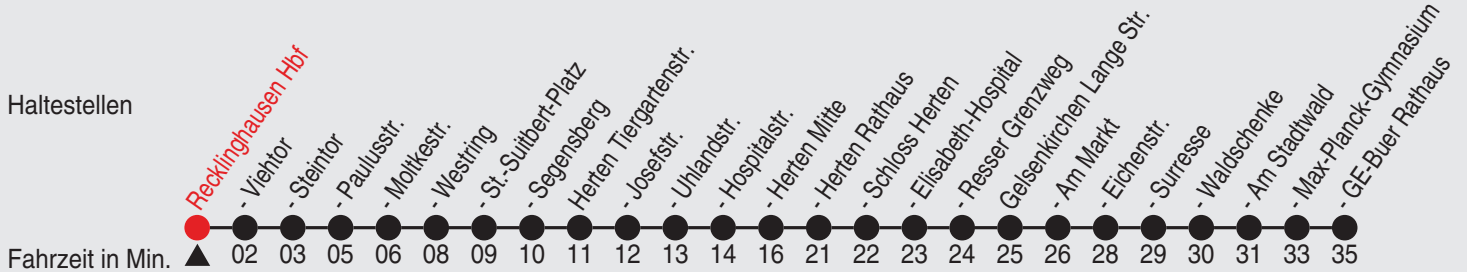 Haltestellen
Recklinghausen Hbf
- Viehtor
- Steintor
- Paulusstr.
- Moltkestr.
- Westring
- St.-Suitbert-Platz
- Segensberg
Herten Tiergartenstr.
- Josefstr.
- Uhlandstr.
- Hospitalstr.
- Herten Mitte
- Herten Rathaus
- Schloss Herten
- Elisabeth-Hospital
- Resser Grenzweg
Gelsenkirchen Lange Str.
- Am Markt
- Eichenstr.
- Surresse
- Waldschenke
- Am Stadtwald
- Max-Planck-Gymnasium
- GE-Buer Rathaus
Fahrzeit in Min. 02 03 05 06 08 09 10 11 12 13 14 16 21 22 23 24 25 26 28 29 30 31 33 35